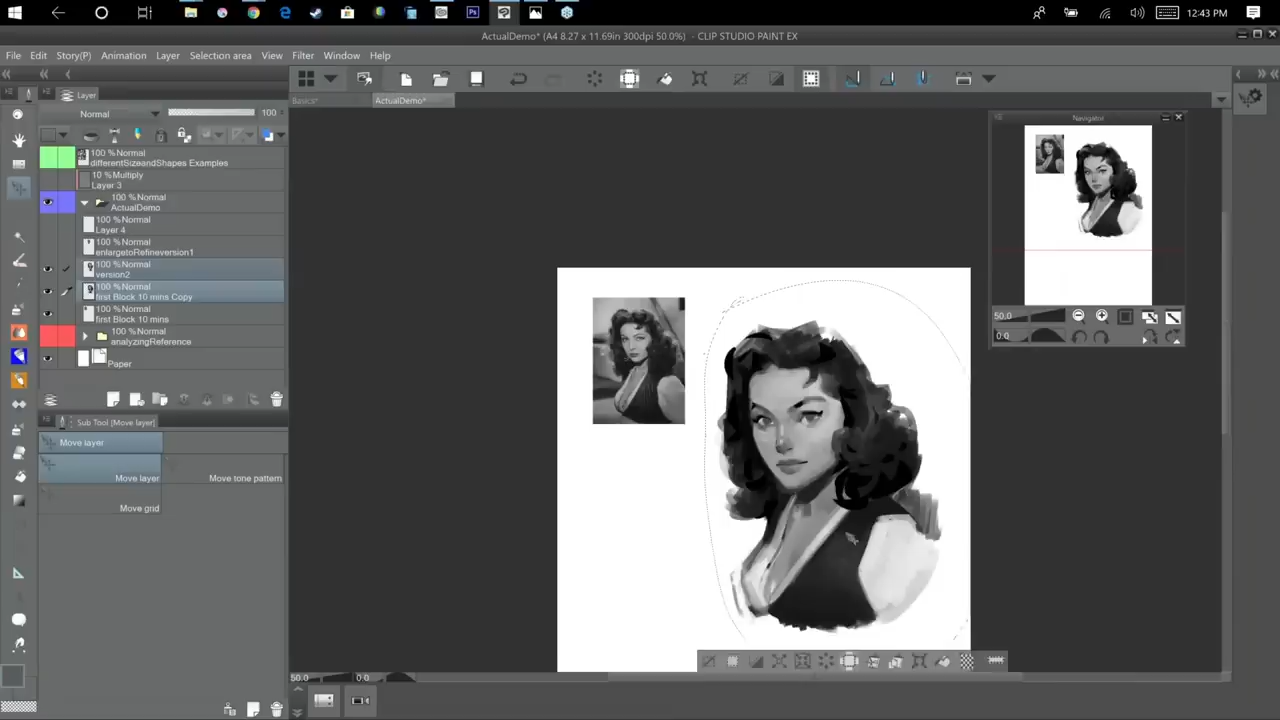 12:43 PM
ActualDemo* (A4 8.27 x 11.69in 300dpi 50.0%) - CLIP STUDIO PAINT EX
File Edit Story(P) Animation Layer Selection area View Filter Window Help
Layer
Basics*
ActualDemo*
Normal
100
100 %Normal
differentSizeandShapes Examples
10 %Multiply
Layer 3
100 %Normal
ActualDemo
100 %Normal
Layer 4
100 %Normal
enlargetoRefineversion1
100 %Normal
version2
100 %Normal
first Block 10 mins Copy
100 %Normal
first Block 10 mins
100 %Normal
analyzingReference
Paper
Sub Tool [Move layer]
Move layer
Move layer
Move tone pattern
Move grid
Navigator
50.0
0.0
50.0
0.0
Ps